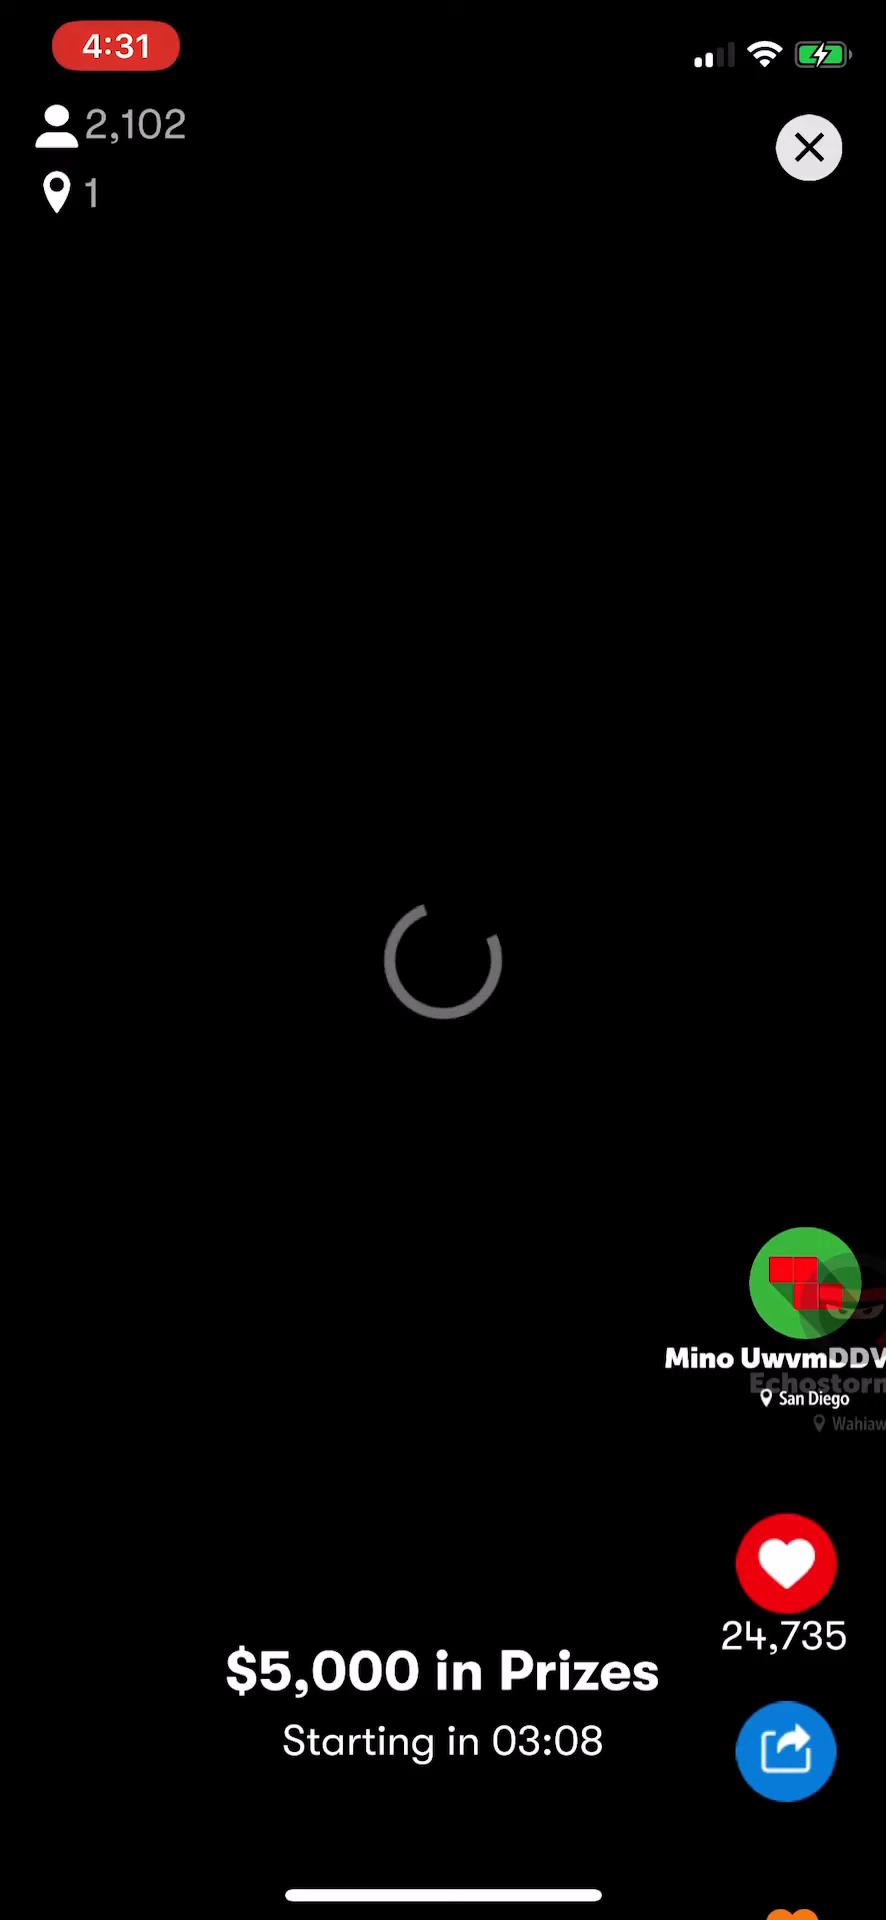 4:31
2,102
1
Mino UwvmDDV
Echostorm
San Diego
Wahiaw
24,735
$5,000 in Prizes
Starting in 03:08